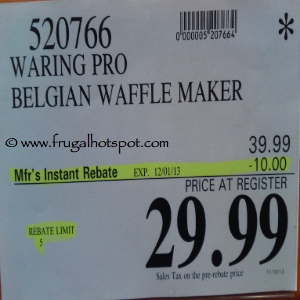 520766
000005207664
WARING PRO
*
BELGIAN WAFFLE MAKER
39.99
© www.frugalhotspot.com
Mfr's Instant Rebate EXP. 12/01/13 -10.00
PRICE AT REGISTER
29.99
REBATE LIMIT
5
Sales Tax on the pre-rebate price